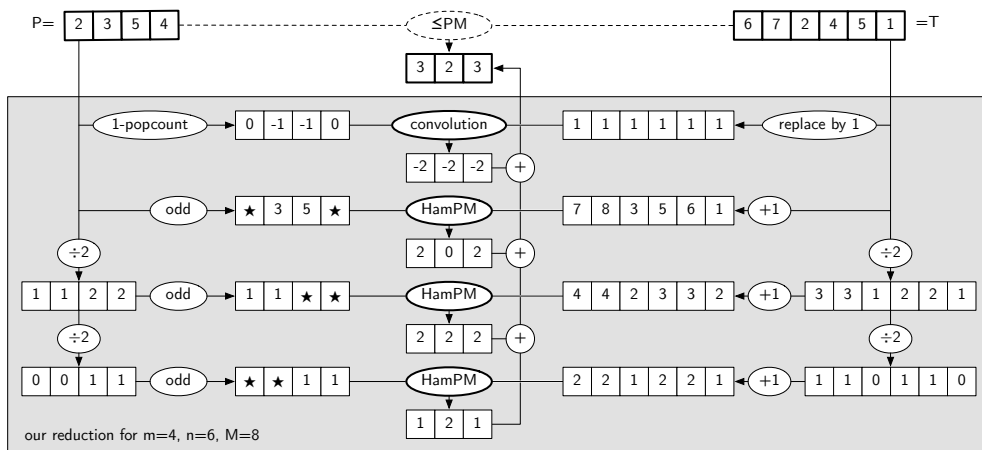 P= 2 3 5 4 ≤PM 6 7 2 4 5 1 =T
3 2 3
1-popcount 0 -1 -1 0 convolution 1 1 1 1 1 1 replace by 1
-2 -2 -2 +
odd ★ 3 5 ★ HamPM 7 8 3 5 6 1 +1
÷2 2 0 2 + ÷2
1 1 2 2 odd 1 1 ★ ★ HamPM 4 4 2 3 3 2 +1 3 3 1 2 2 1
÷2 2 2 2 + ÷2
0 0 1 1 odd ★ ★ 1 1 HamPM 2 2 1 2 2 1 +1 1 1 0 1 1 0
1 2 1
our reduction for m=4, n=6, M=8